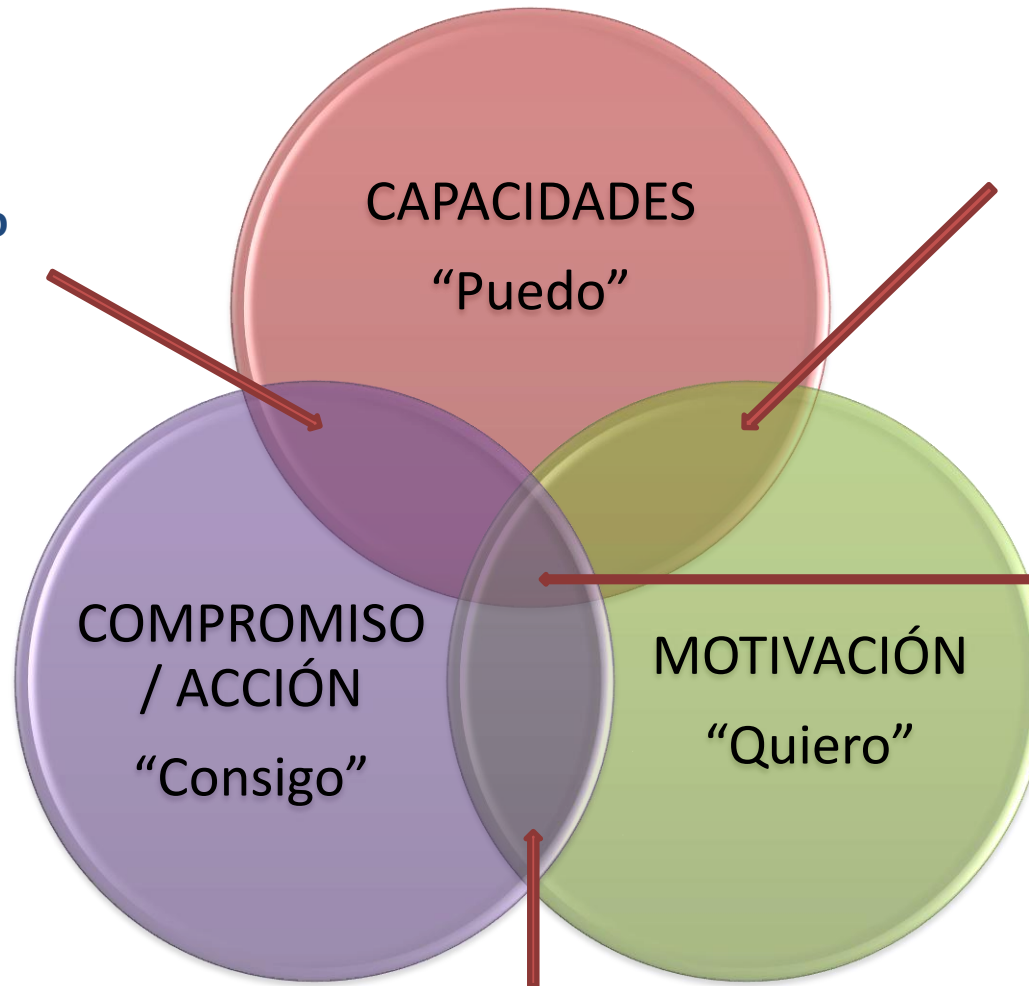 CAPACIDADES
“Puedo”
COMPROMISO
/ ACCIÓN
“Consigo”
MOTIVACIÓN
“Quiero”